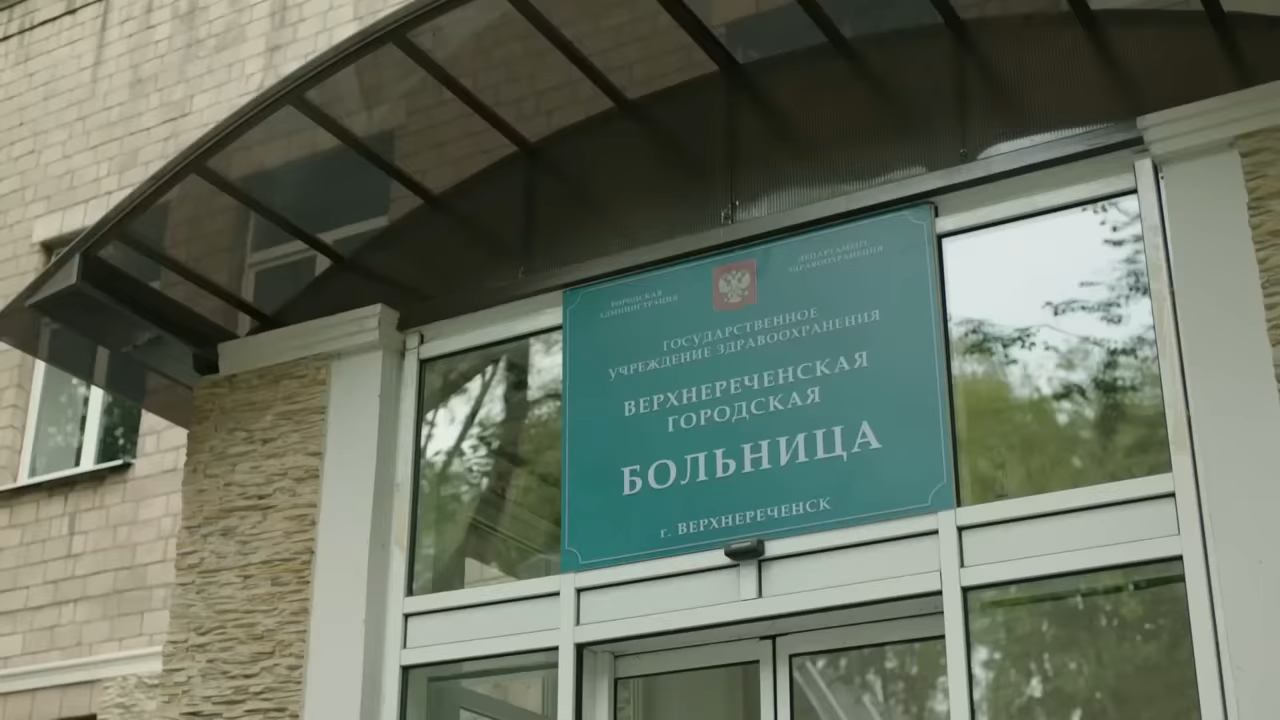 ГОРОДСКАЯ
АДМИНИСТРАЦИЯ
ДЕПАРТАМЕНТ
ЗДРАВООХРАНЕНИЯ
ГОСУДАРСТВЕННОЕ
УЧРЕЖДЕНИЕ ЗДРАВООХРАНЕНИЯ
ВЕРХНЕРЕЧЕНСКАЯ
ГОРОДСКАЯ
БОЛЬНИЦА
г. ВЕРХНЕРЕЧЕНСК